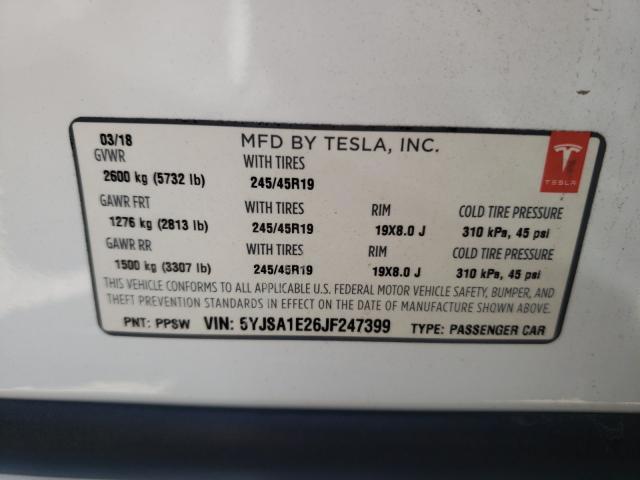 03/18 MFD BY TESLA, INC.
GVWR WITH TIRES
2600 kg (5732 lb) 245/45R19
TESLA
GAWR FRT WITH TIRES RIM COLD TIRE PRESSURE
1276 kg (2813 lb) 245/45R19 19X8.0 J 310 kPa, 45 psi
GAWR RR WITH TIRES RIM COLD TIRE PRESSURE
1500 kg (3307 lb) 245/45R19 19X8.0 J 310 kPa, 45 psi
THIS VEHICLE CONFORMS TO ALL APPLICABLE U.S. FEDERAL MOTOR VEHICLE SAFETY, BUMPER, AND
THEFT PREVENTION STANDARDS IN EFFECT ON THE DATE OF MANUFACTURE SHOWN ABOVE.
PNT: PPSW VIN: 5YJSA1E26JF247399 TYPE: PASSENGER CAR